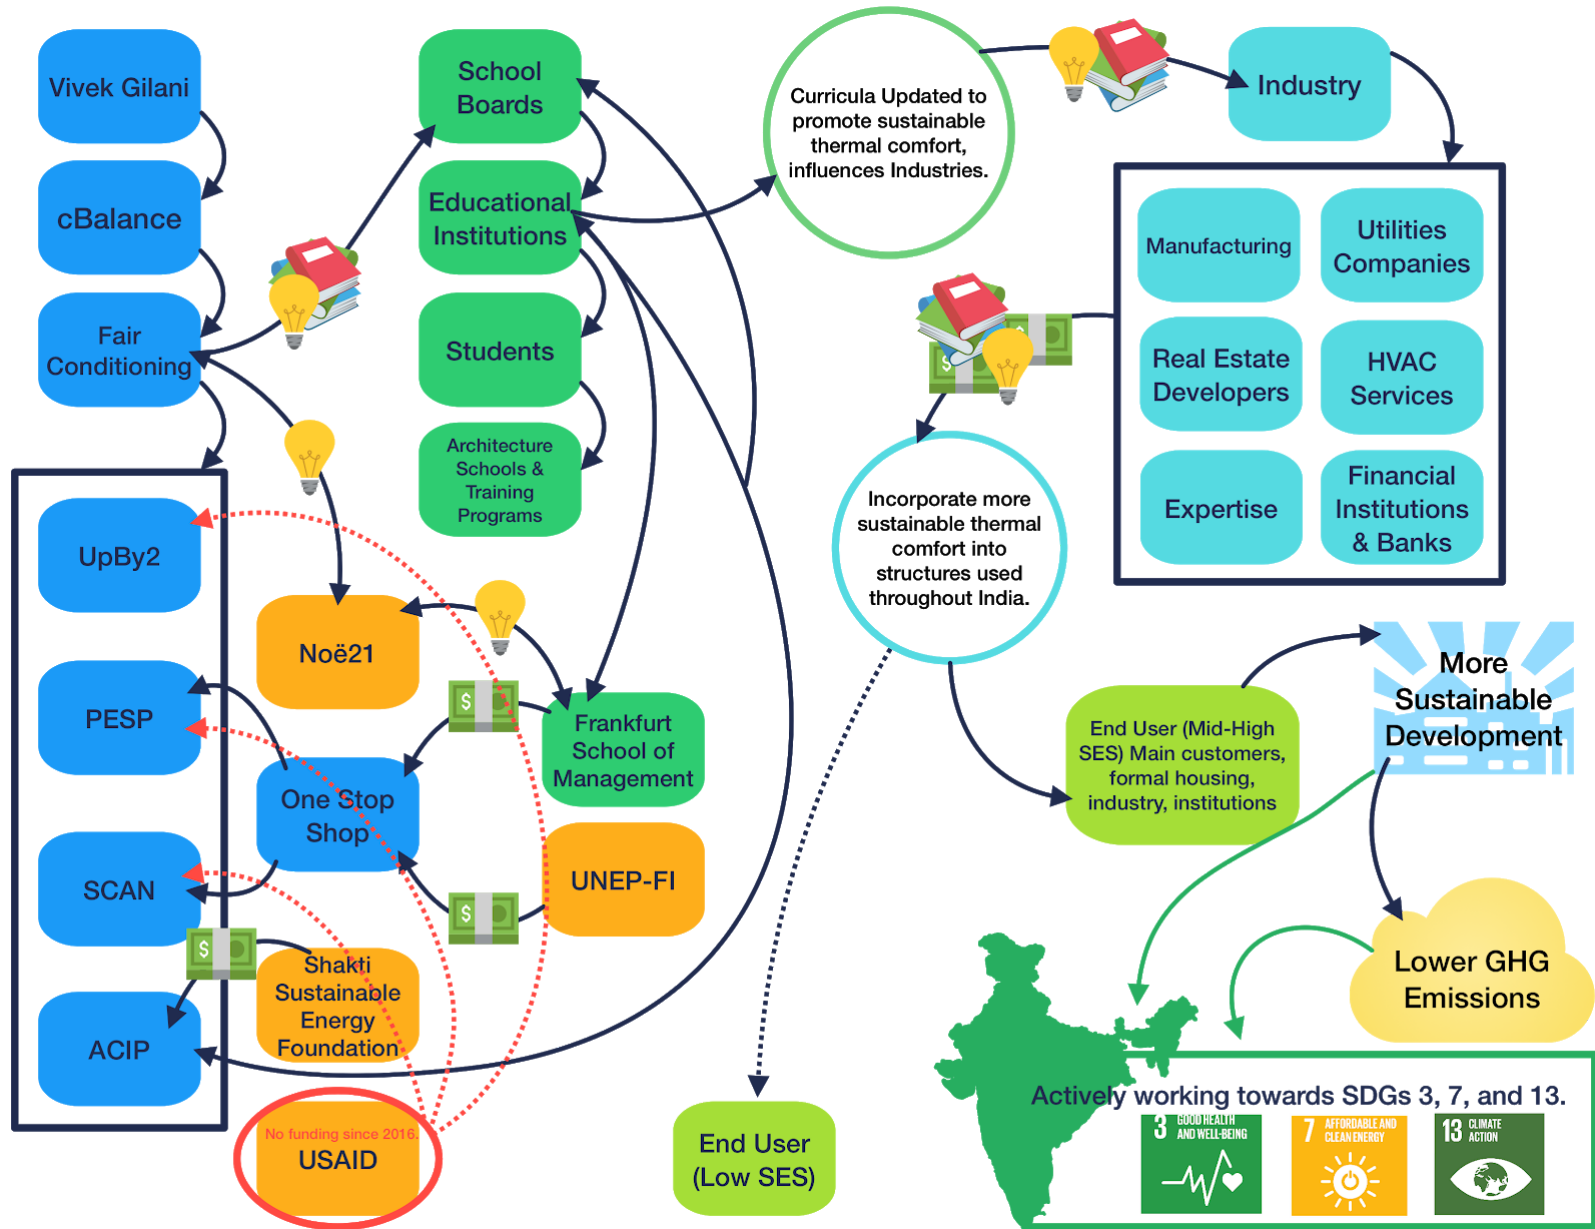 Vivek Gilani
cBalance
Fair
Conditioning
UpBy2
PESP
SCAN
ACIP
School
Boards
Educational
Institutions
Students
Architecture
Schools &
Training
Programs
Noë21
One Stop
Shop
Frankfurt
School of
Management
UNEP-FI
Shakti
Sustainable
Energy
Foundation
No funding since 2016.
USAID
Curricula Updated to
promote sustainable
thermal comfort,
influences Industries.
Industry
Manufacturing
Utilities
Companies
Real Estate
Developers
HVAC
Services
Expertise
Financial
Institutions
& Banks
$
Incorporate more
sustainable thermal
comfort into
structures used
throughout India.
End User (Mid-High
SES) Main customers,
formal housing,
industry, institutions
More
Sustainable
Development
Lower GHG
Emissions
End User
(Low SES)
$
$
$
Actively working towards SDGs 3, 7, and 13.
3 GOOD HEALTH
AND WELL-BEING
7 AFFORDABLE AND
CLEAN ENERGY
13 CLIMATE
ACTION